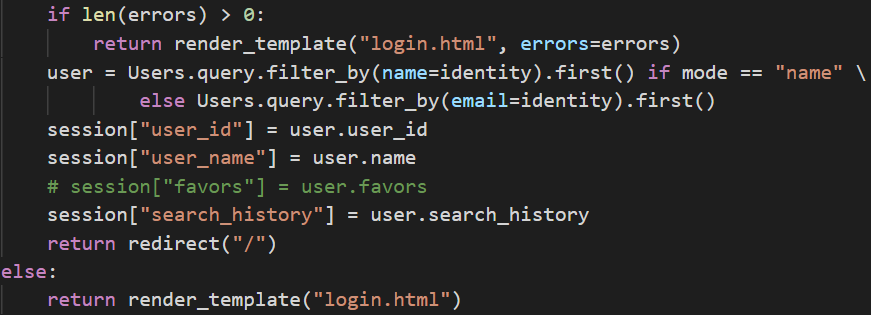 if len(errors) > 0:
return render_template("login.html", errors=errors)
user = Users.query.filter_by(name=identity).first() if mode == "name" \
else Users.query.filter_by(email=identity).first()
session["user_id"] = user.user_id
session["user_name"] = user.name
# session["favors"] = user.favors
session["search_history"] = user.search_history
return redirect("/")
else:
return render_template("login.html")